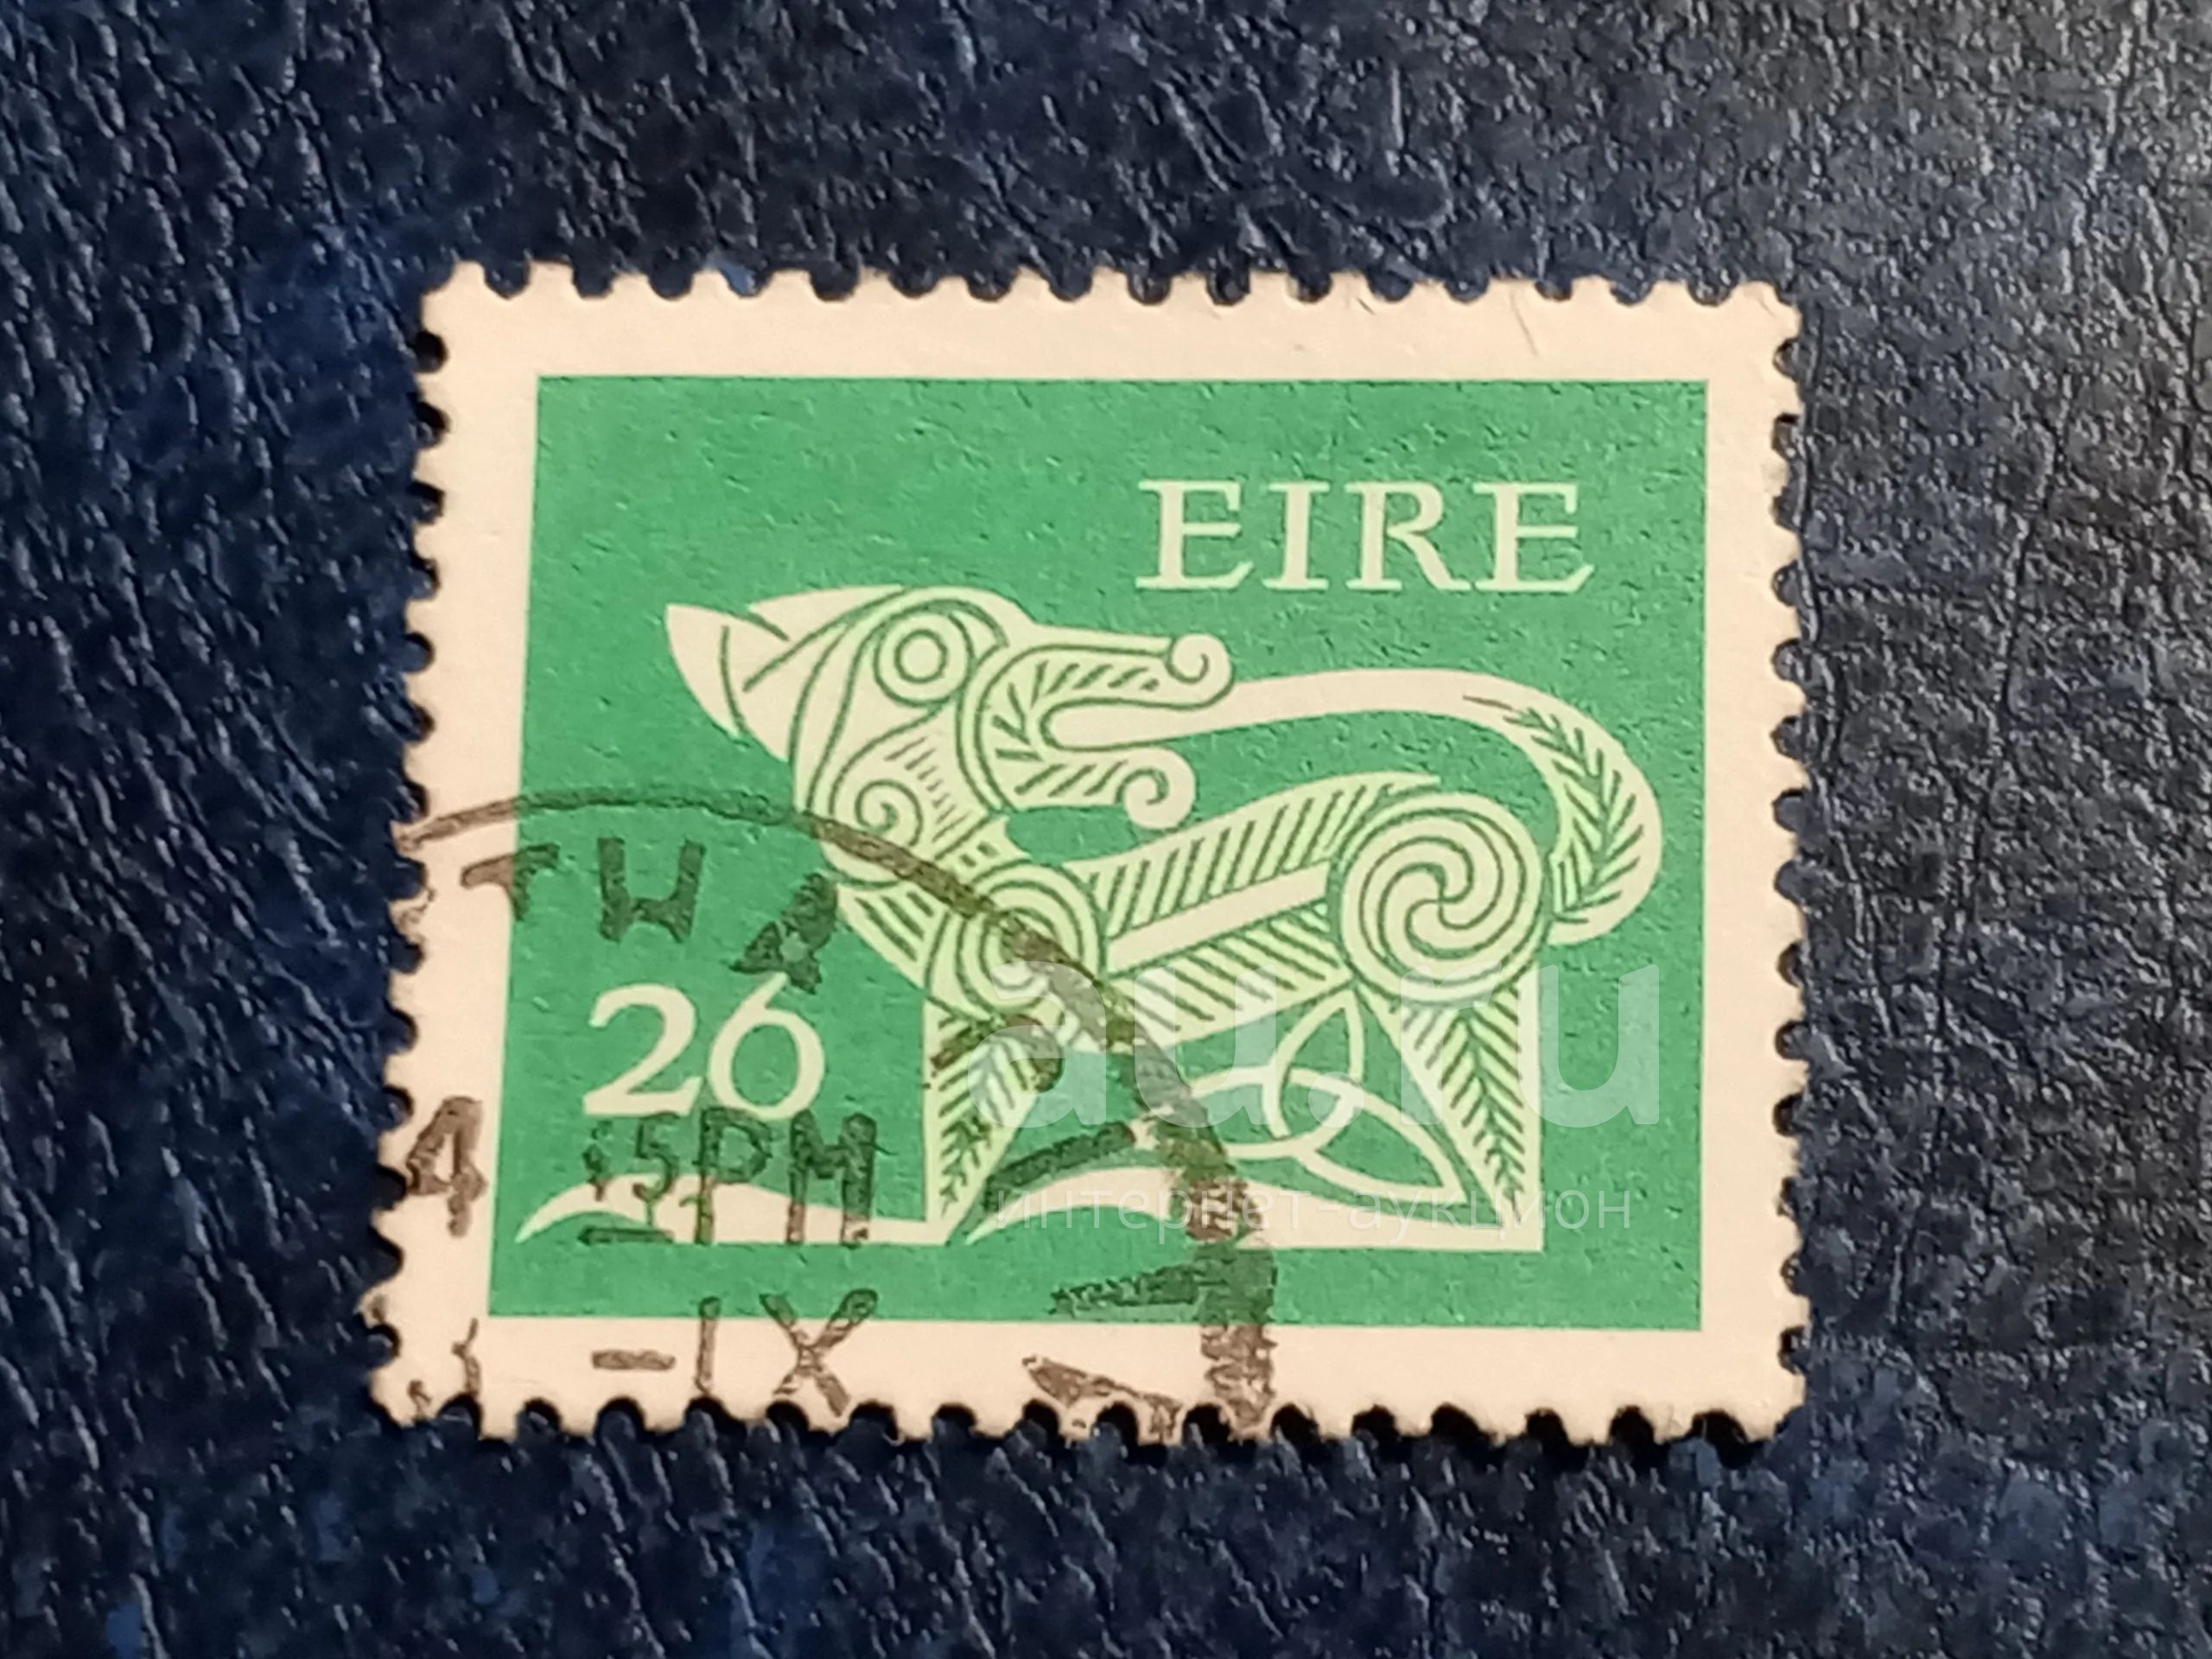 EIRE
26
5PM
-IX
au.ru
интернет-аукцион